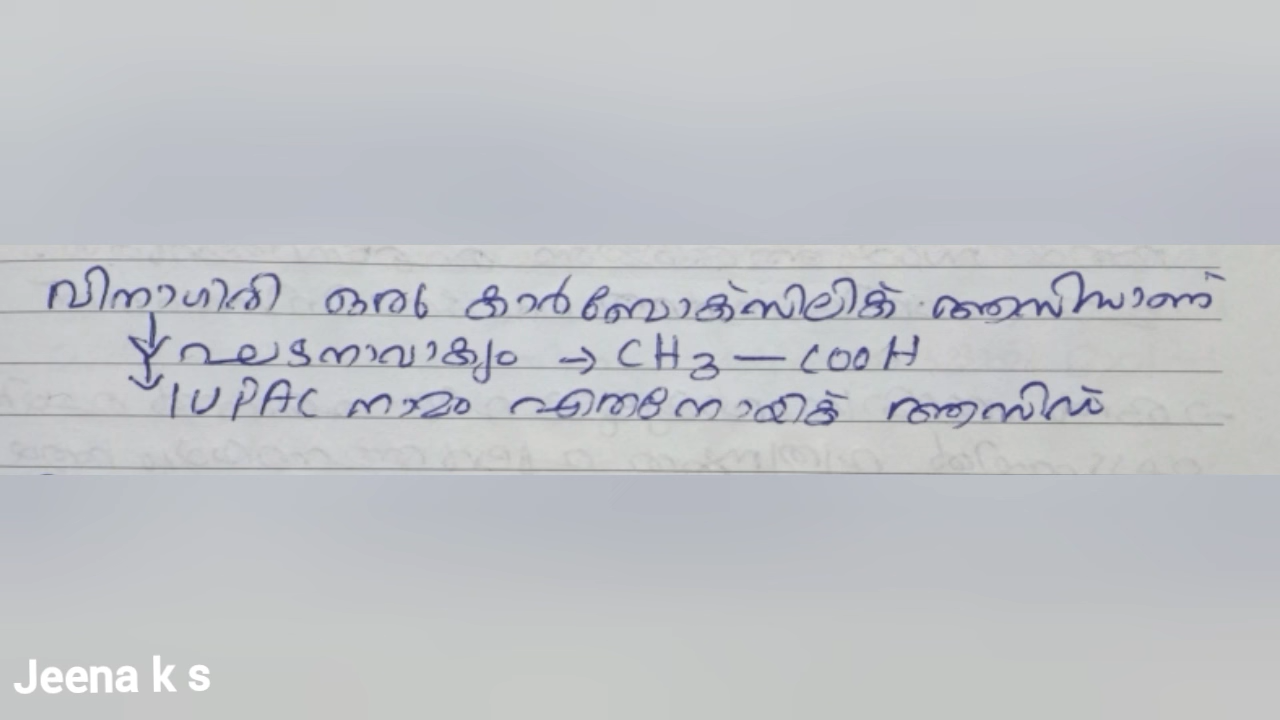 വിനാഗിരി ഒരു കാർബോക്സിലിക് ആസിഡാണ്
ഘടനാവാക്യം → CH3 — COOH
IUPAC നാമം എതനോയിക് ആസിഡ്
Jeena k s